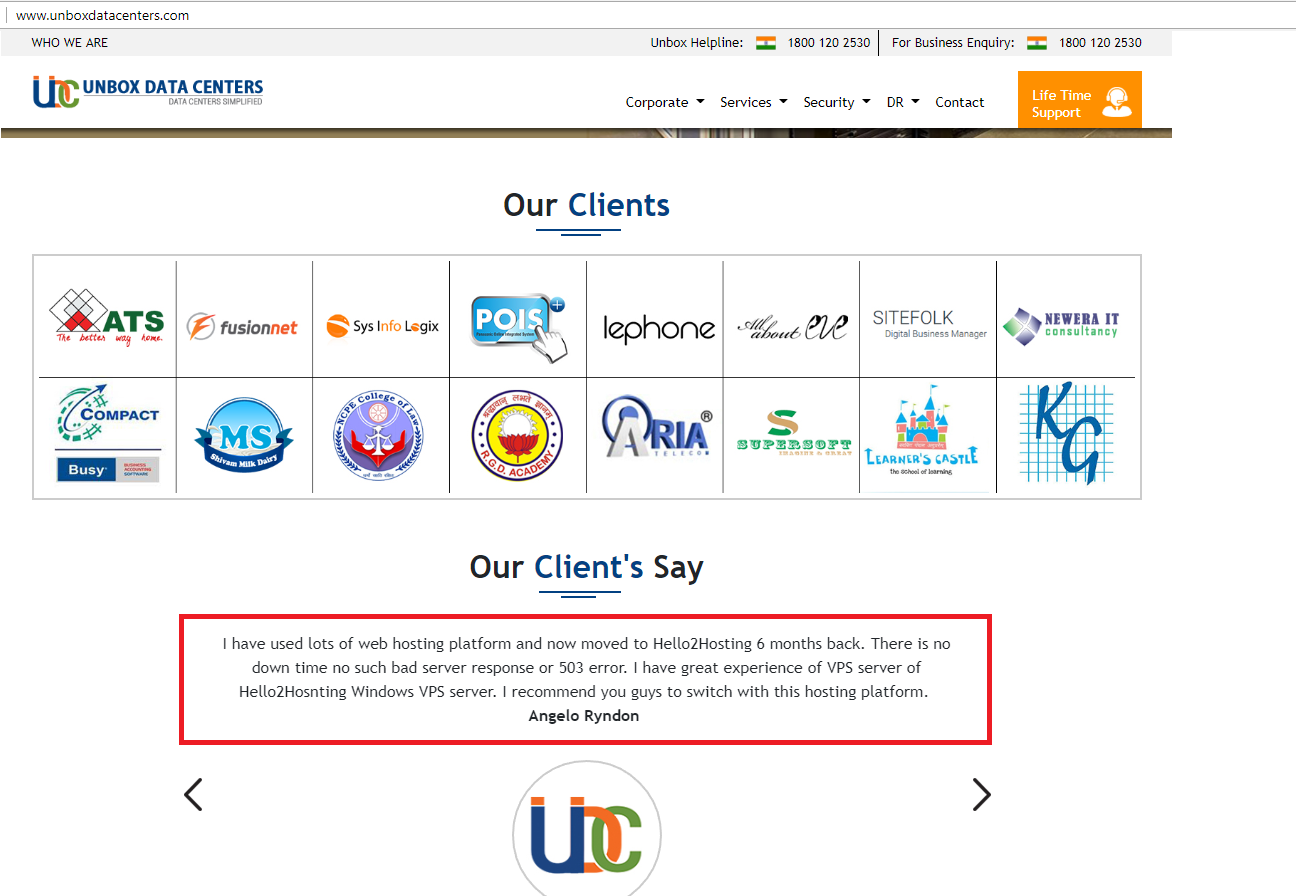 www.unboxdatacenters.com
WHO WE ARE
Unbox Helpline: 1800 120 2530 For Business Enquiry: 1800 120 2530
UDC UNBOX DATA CENTERS
DATA CENTERS SIMPLIFIED
Corporate Services Security DR Contact
Life Time
Support
Our Clients
ATS
The better way home.
fusionnet
Sys Info Logix
POIS
lephone
All about EVE
SITEFOLK
Digital Business Manager
NEWERA IT
consultancy
COMPACT
Busy
BUSINESS
ACCOUNTING
SOFTWARE
MS
Shivam Milk Dairy
NCPE College of Law
श्रद्धावान् लभते ज्ञानम्
R.G.D. ACADEMY
ARIA
TELECOM
SUPERSOFT
LEARNER'S CASTLE
the school of learning
KG
Our Client's Say
I have used lots of web hosting platform and now moved to Hello2Hosting 6 months back. There is no
down time no such bad server response or 503 error. I have great experience of VPS server of
Hello2Hosnting Windows VPS server. I recommend you guys to switch with this hosting platform.
Angelo Ryndon
UDC